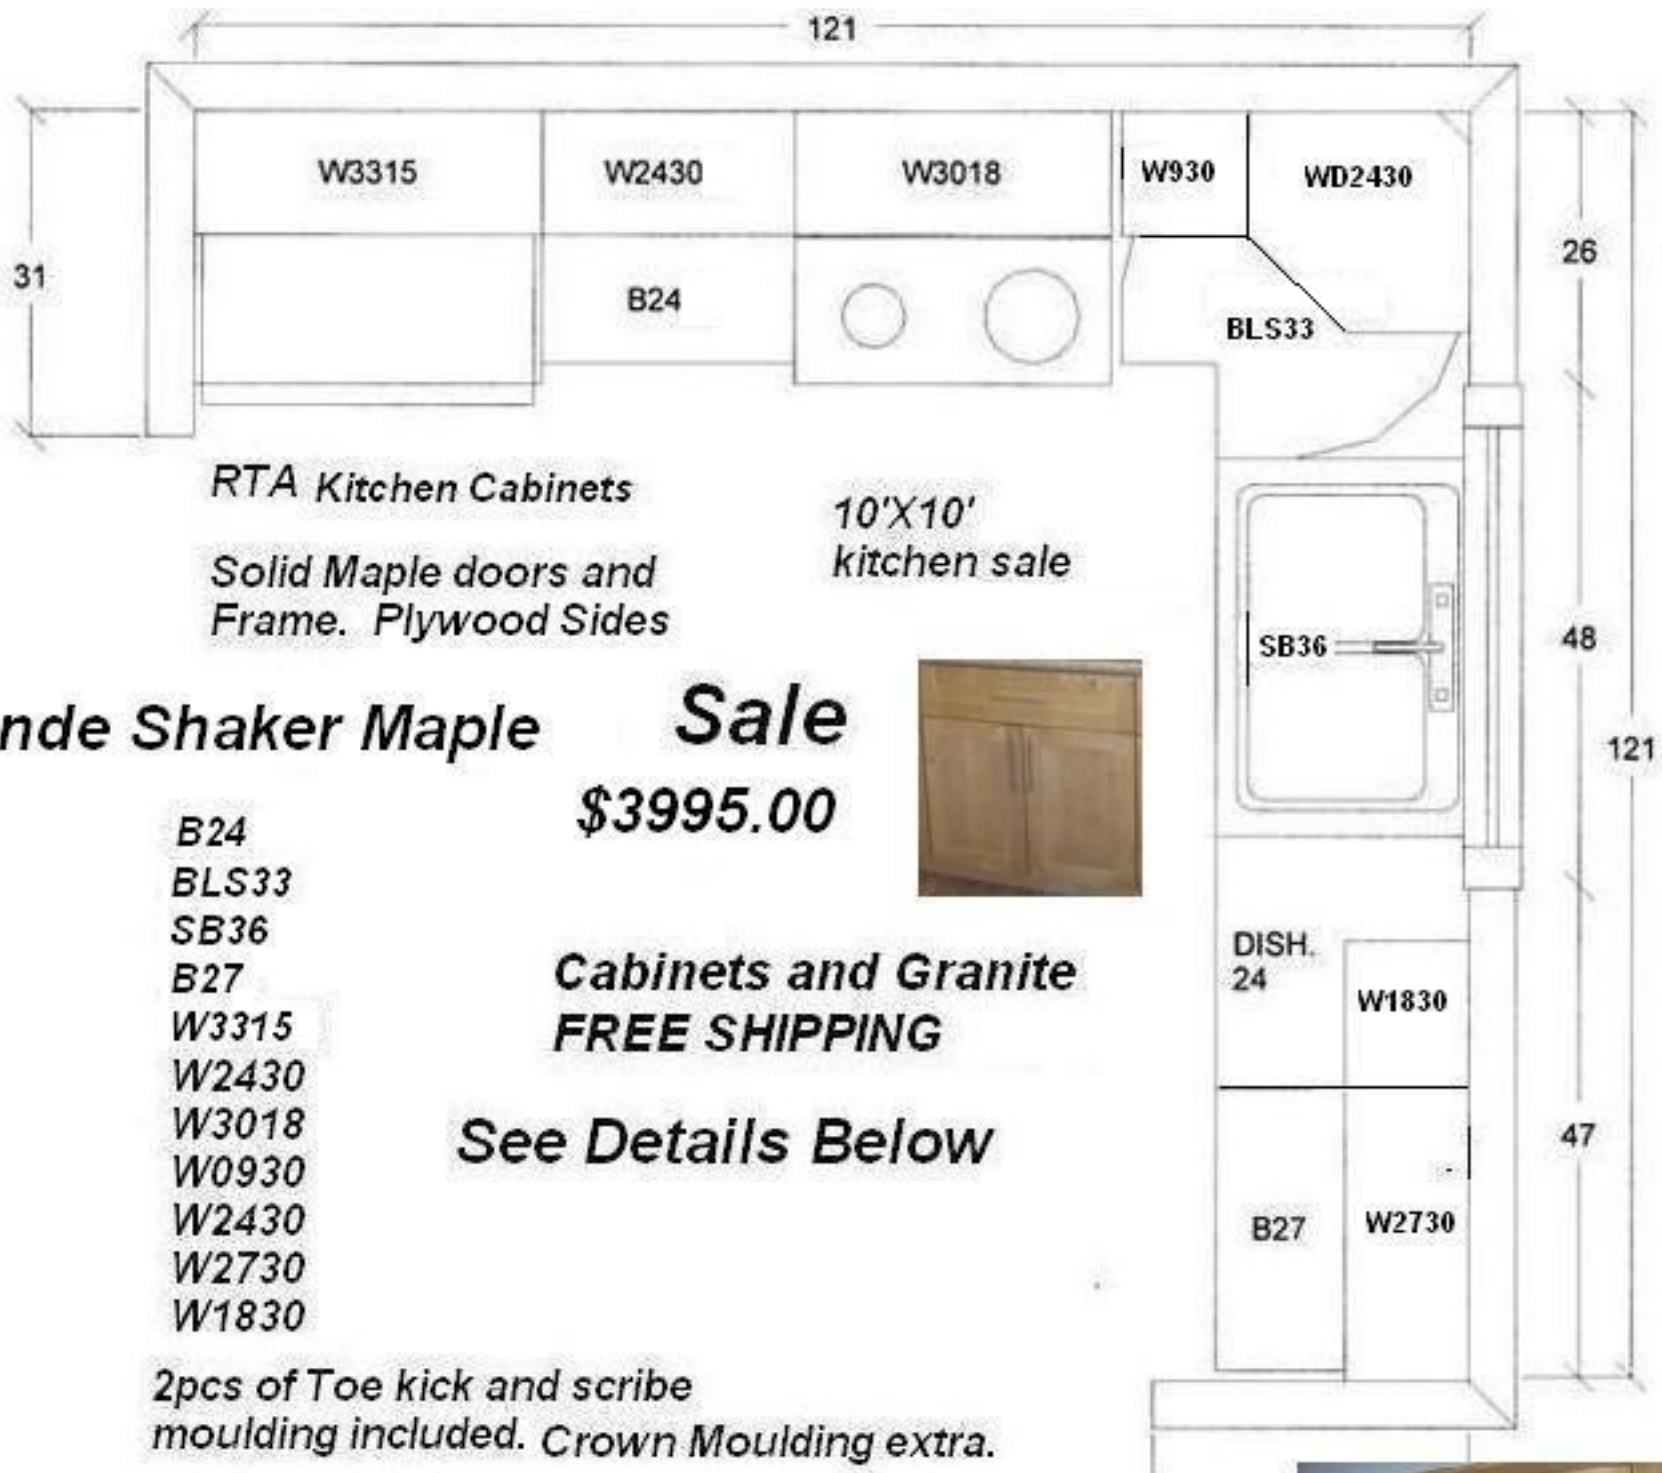 121
W3315
W2430
W3018
W930
WD2430
31
26
B24
BLS33
RTA Kitchen Cabinets
10'X10'
kitchen sale
Solid Maple doors and
Frame. Plywood Sides
SB36
48
nde Shaker Maple
Sale
121
$3995.00
B24
BLS33
SB36
B27
W3315
W2430
W3018
W0930
W2430
W2730
W1830
Cabinets and Granite
FREE SHIPPING
DISH.
24
W1830
See Details Below
47
B27
W2730
2pcs of Toe kick and scribe
moulding included. Crown Moulding extra.